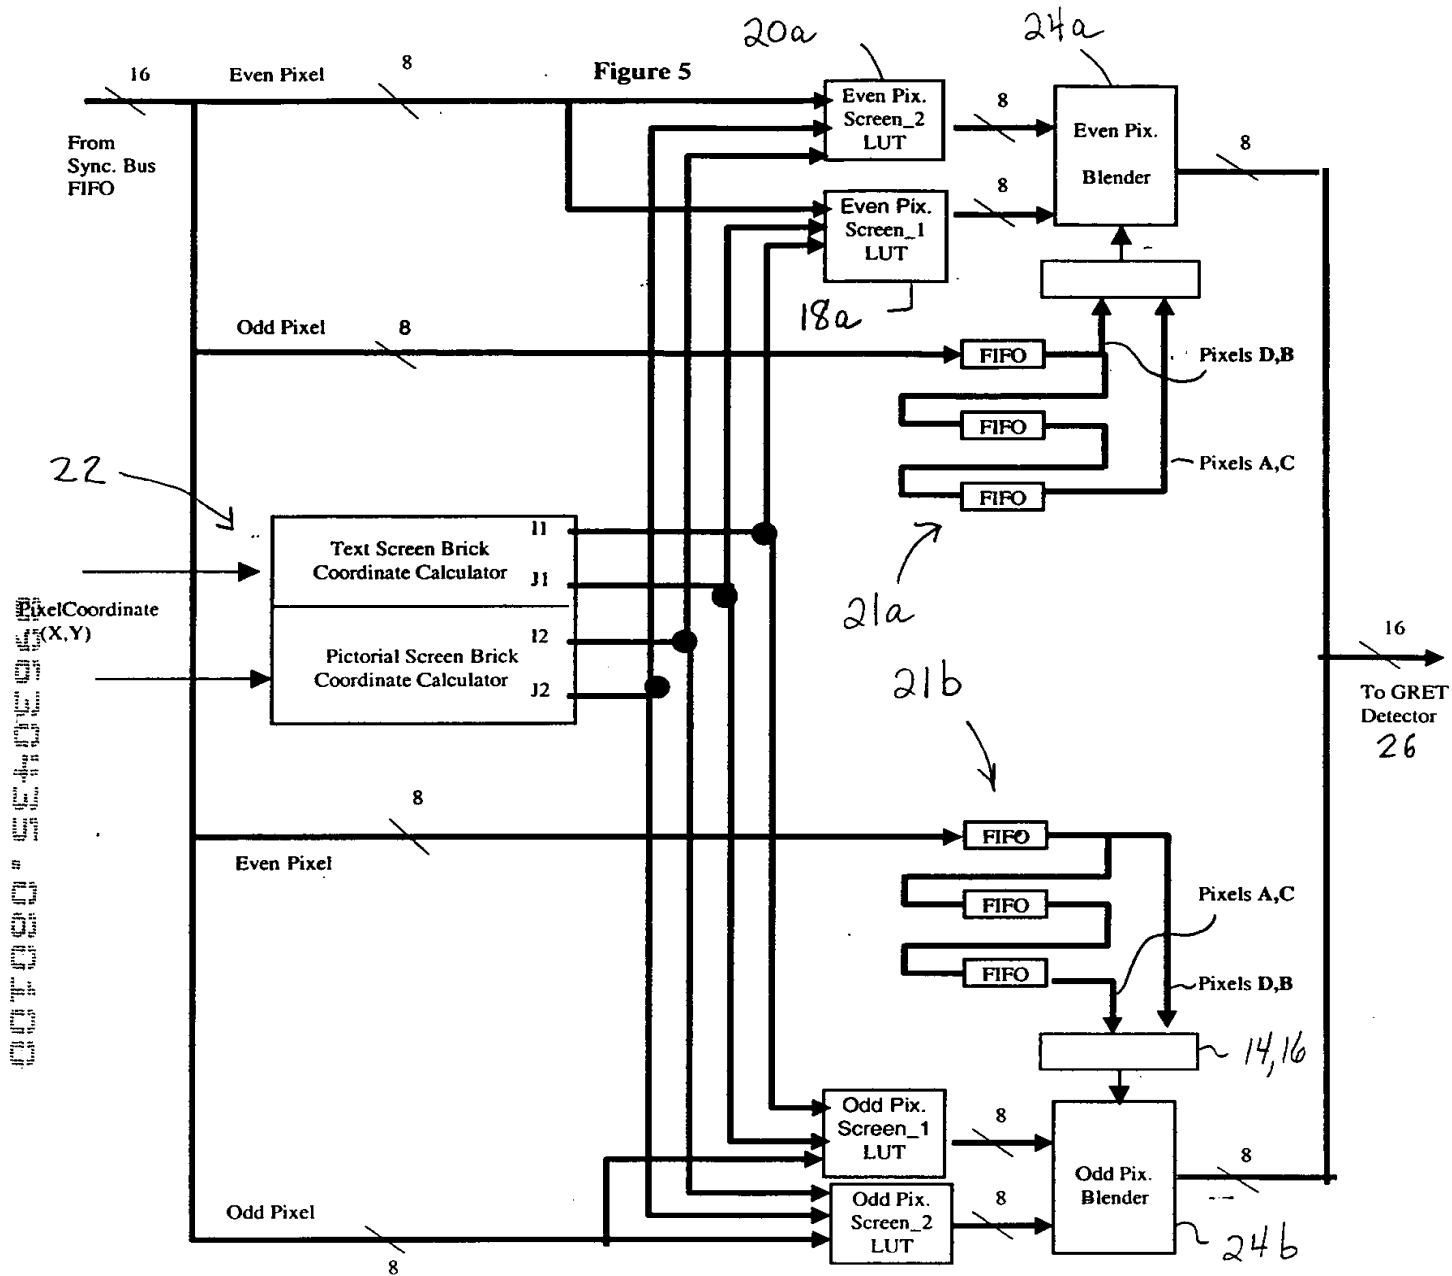 20a
24a
16
Even Pixel
8
Figure 5
From
Sync. Bus
FIFO
Even Pix.
Screen_2
LUT
8
Even Pix.
Blender
8
Even Pix.
Screen_1
LUT
8
18a
Odd Pixel
8
FIFO
Pixels D,B
FIFO
Pixels A,C
FIFO
21a
22
Text Screen Brick
Coordinate Calculator
I1
J1
PixelCoordinate
(X,Y)
Pictorial Screen Brick
Coordinate Calculator
I2
J2
16
To GRET
Detector
26
21b
8
Even Pixel
FIFO
FIFO
Pixels A,C
FIFO
Pixels D,B
14,16
Odd Pix.
Screen_1
LUT
8
Odd Pix.
Blender
8
Odd Pixel
8
Odd Pix.
Screen_2
LUT
8
24b
09630435.080100